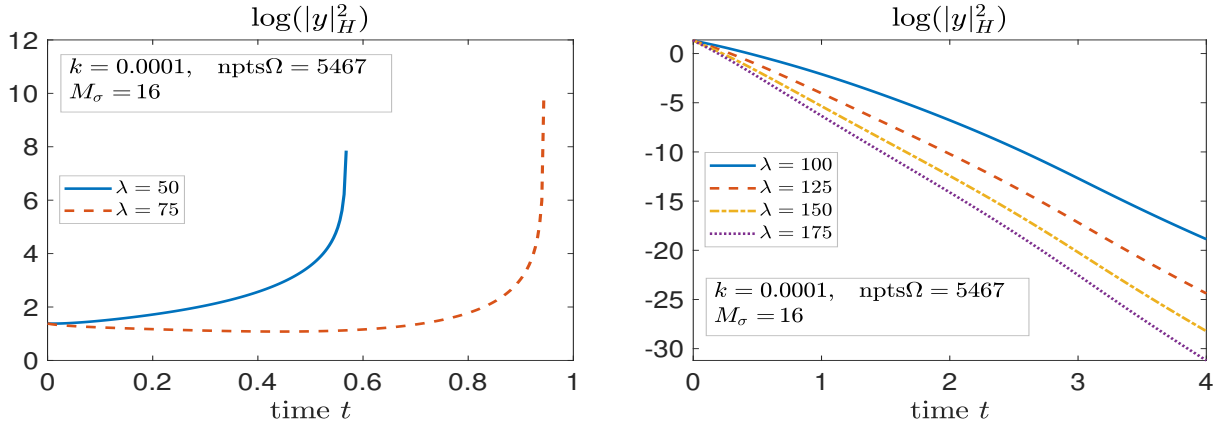 log(|y|²_H)
12
10
8
6
4
2
0
k = 0.0001, nptsΩ = 5467
M_σ = 16
λ = 50
λ = 75
0 0.2 0.4 0.6 0.8 1
time t
log(|y|²_H)
0
-5
-10
-15
-20
-25
-30
λ = 100
λ = 125
λ = 150
λ = 175
k = 0.0001, nptsΩ = 5467
M_σ = 16
0 1 2 3 4
time t